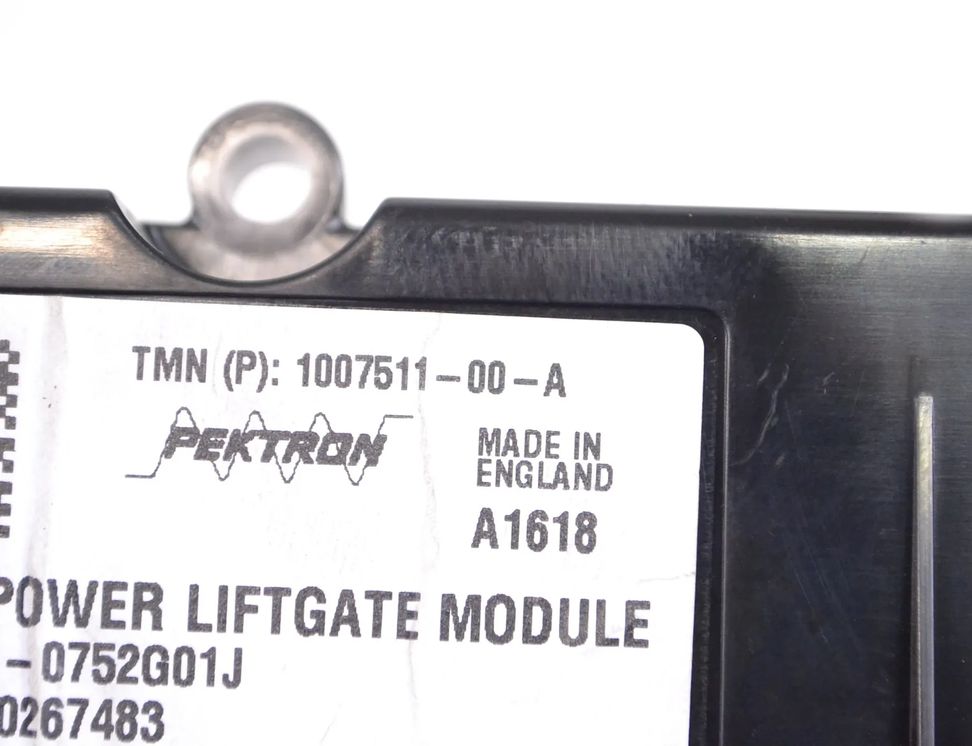 TMN (P): 1007511-00-A
PEKTRON
MADE IN
ENGLAND
A1618
POWER LIFTGATE MODULE
-0752G01J
0267483